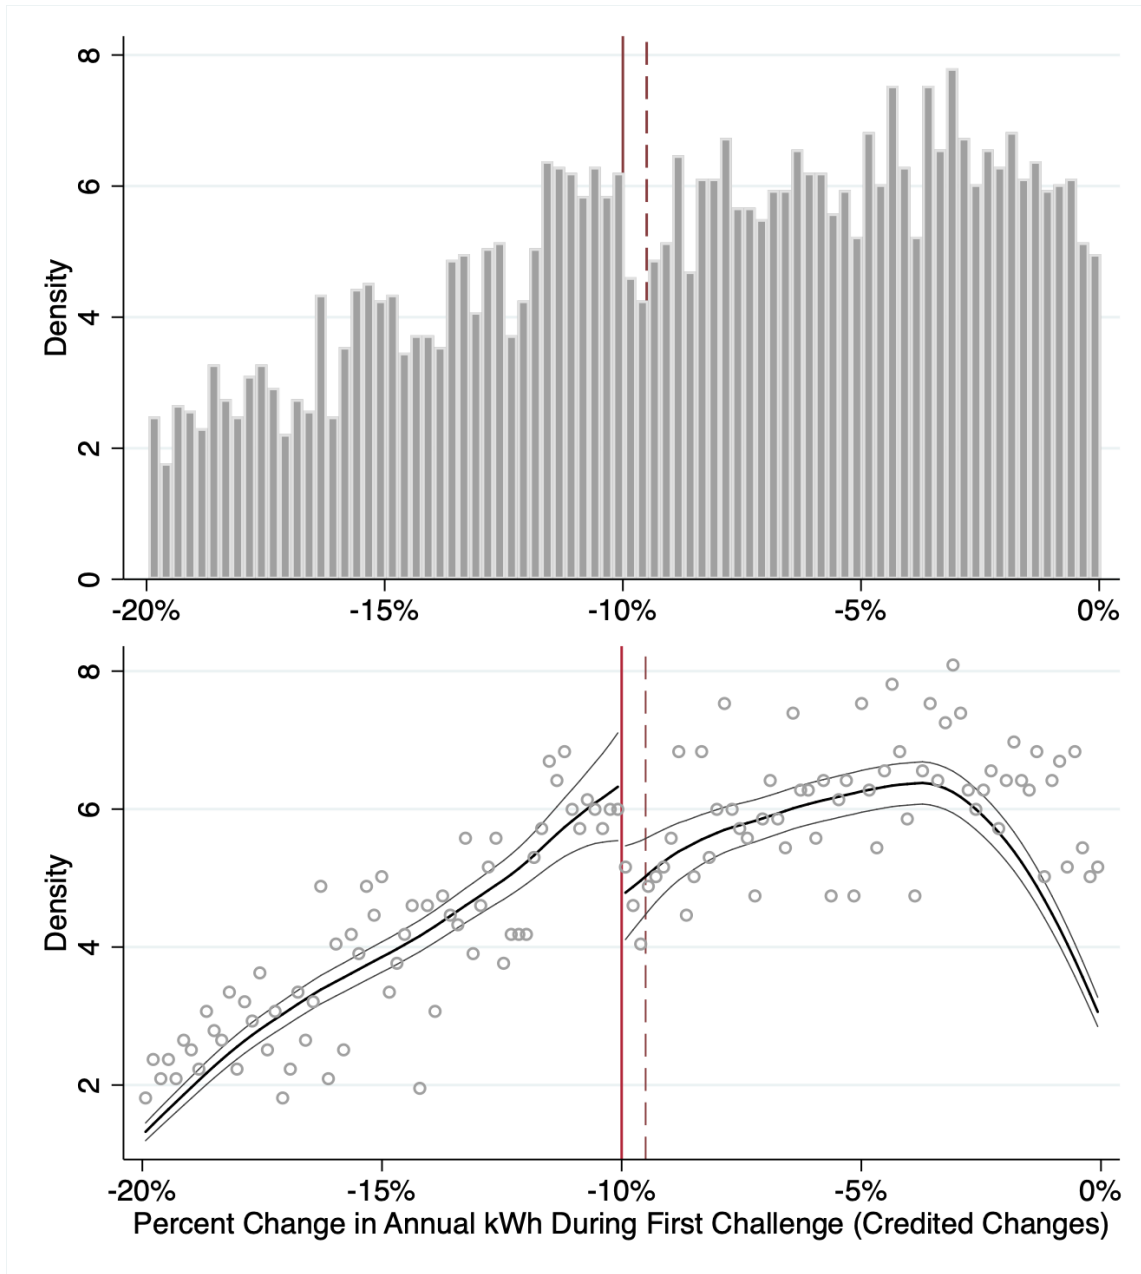 8
6
4
2
0
Density
-20% -15% -10% -5% 0%
8
6
4
2
Density
-20% -15% -10% -5% 0%
Percent Change in Annual kWh During First Challenge (Credited Changes)